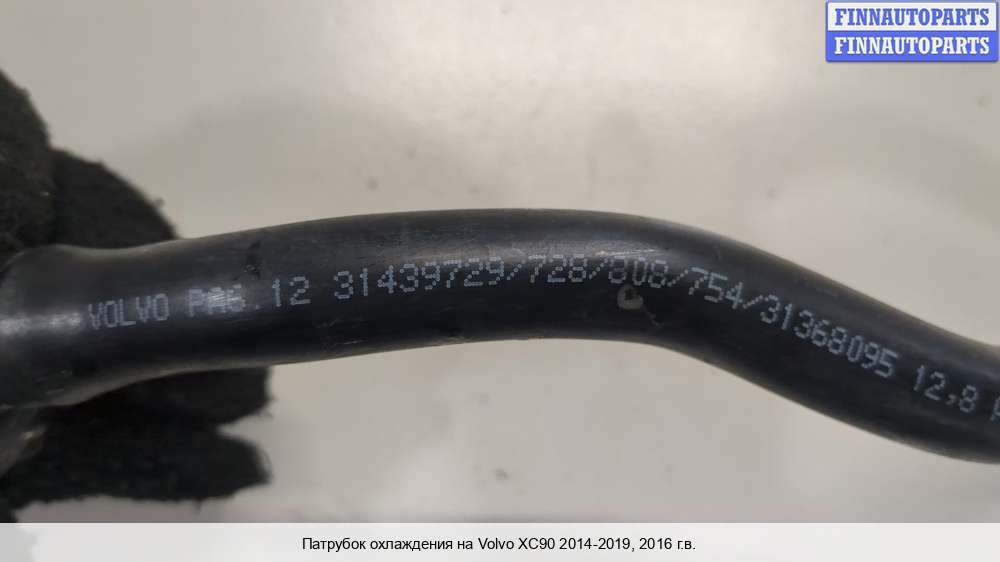 FINNAUTOPARTS
FINNAUTOPARTS
VOLVO PA6.12 31439729/728/808/754/31368095 12,8
Патрубок охлаждения на Volvo XC90 2014-2019, 2016 г.в.